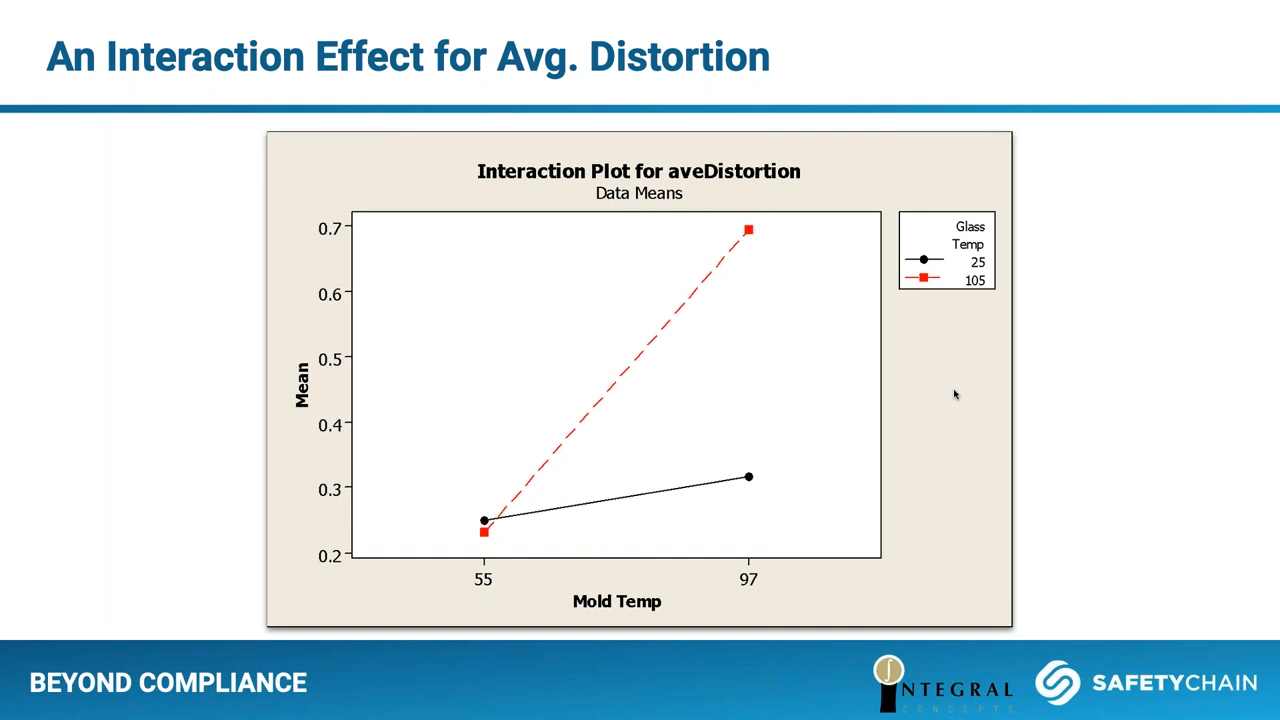 An Interaction Effect for Avg. Distortion
Interaction Plot for aveDistortion
Data Means
0.7
0.6
0.5
0.4
0.3
0.2
Mean
55
97
Mold Temp
Glass
Temp
25
105
BEYOND COMPLIANCE
INTEGRAL
CONCEPTS
SAFETYCHAIN